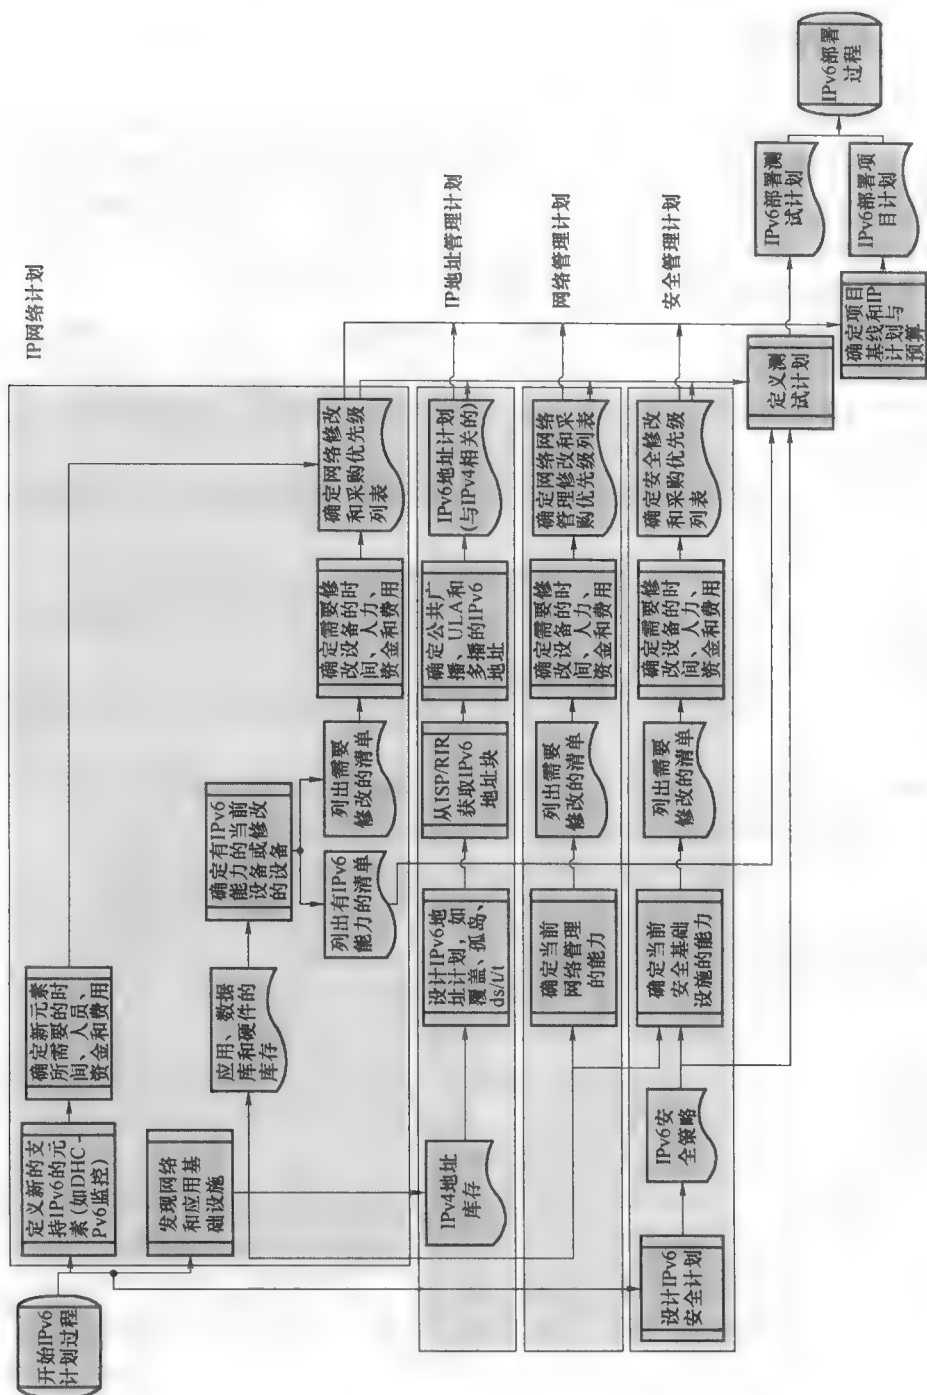 开始IPv6
计划过程
IP网络计划
定义新的支
持IPv6的元
素(如DHC-
Pv6监控)
确定新元素
所需要的时
间、人员、
资金和费用
发现网络
和应用基
础设施
应用、数据
库和硬件的
库存
确定有IPv6
能力的当前
设备或修改
的设备
列出有IPv6
能力的清单
列出需要
修改的清单
确定需要修
改设备的时
间、人力、
资金和费用
确定网络修改
和采购优先级
列表
IP地址管理计划
IPv4地址
库存
设计IPv6地
址计划，如
覆盖、孤岛、
ds/t/t
从ISP/RIR
获取IPv6
地址块
确定公共广
播、ULA和
多播的IPv6
地址
IPv6地址计划
(与IPv4相关的)
网络管理计划
确定当前
网络管理
的能力
列出需要
修改的清单
确定需要修
改设备的时
间、人力、
资金和费用
确定网络网络
管理修改和采
购优先级列表
安全管理计划
设计IPv6
安全计划
IPv6安
全策略
确定当前
安全基础
设施的能力
列出需要
修改的清单
确定需要修
改设备的时
间、人力、
资金和费用
确定安全修改
和采购优先级
列表
定义测
试计划
确定项目
基线和IP
计划与
预算
IPv6部署测
试计划
IPv6部署项
目计划
IPv6部署
过程